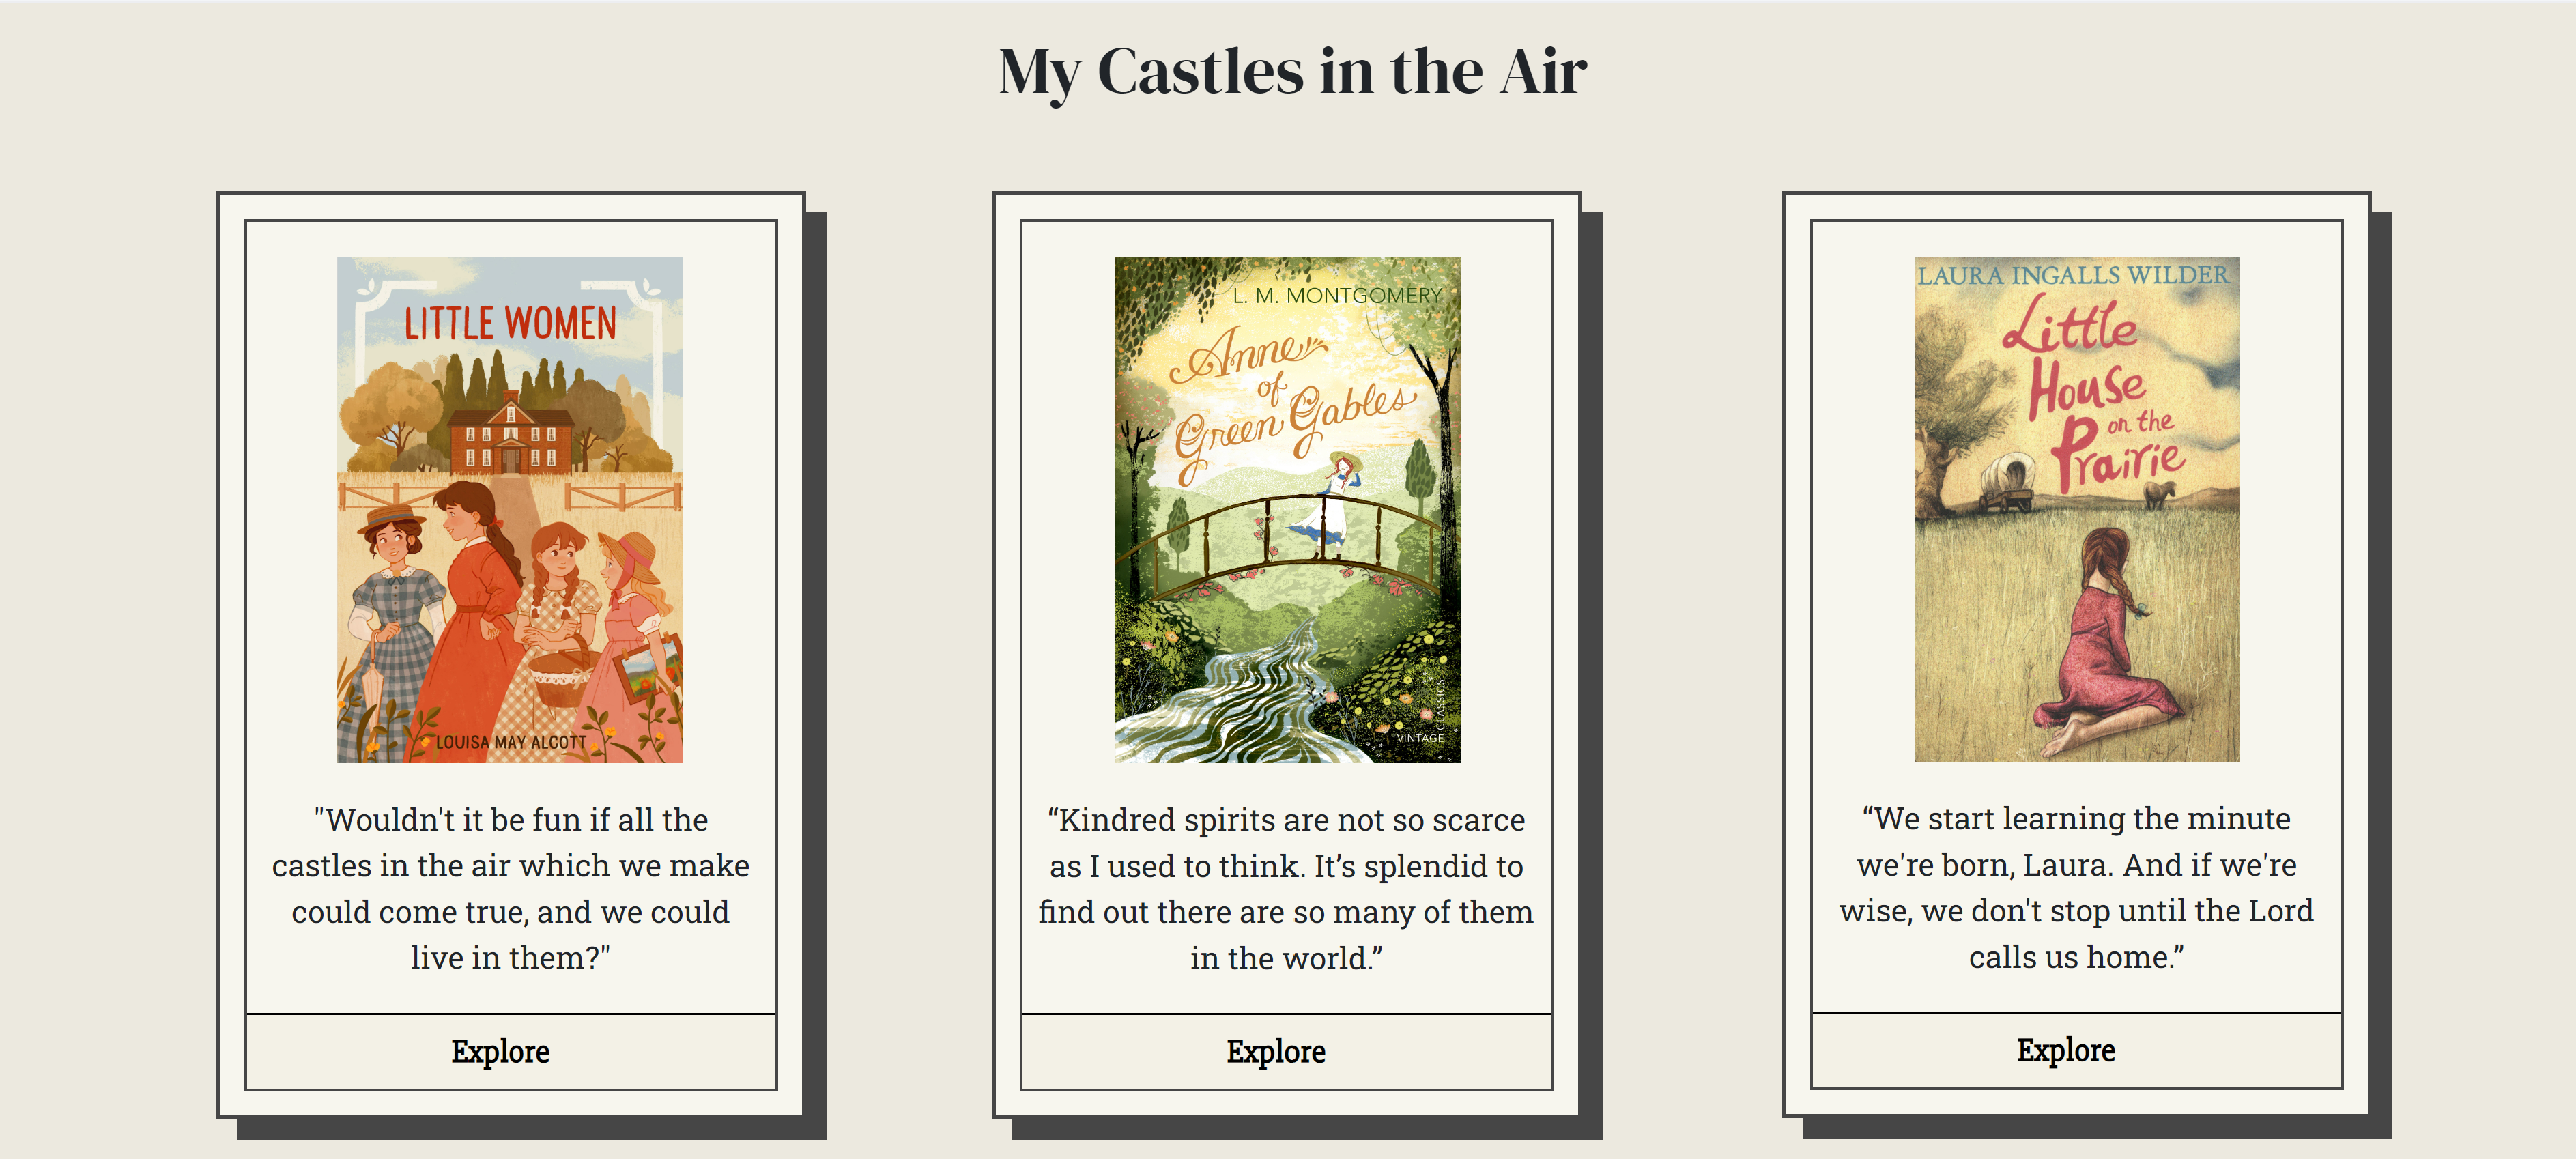 My Castles in the Air
LITTLE WOMEN
LOUISA MAY ALCOTT
"Wouldn't it be fun if all the
castles in the air which we make
could come true, and we could
live in them?"
Explore
L. M. MONTGOMERY
Anne
of
Green Gables
VINTAGE
CLASSICS
“Kindred spirits are not so scarce
as I used to think. It’s splendid to
find out there are so many of them
in the world.”
Explore
LAURA INGALLS WILDER
Little
House
on the
Prairie
“We start learning the minute
we're born, Laura. And if we're
wise, we don't stop until the Lord
calls us home.”
Explore